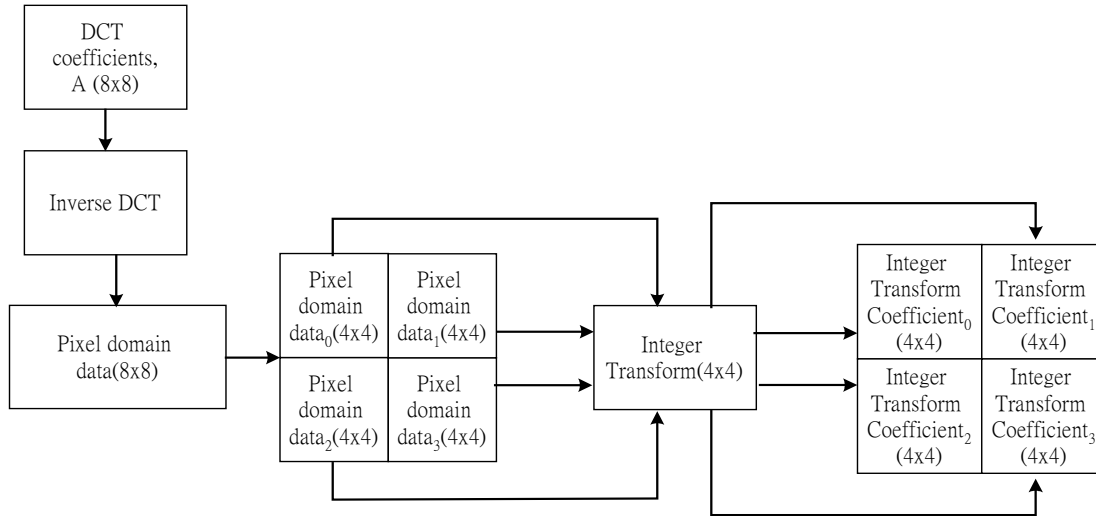 DCT
coefficients,
A (8x8)
Inverse DCT
Pixel domain
data(8x8)
Pixel
domain
data₀(4x4)
Pixel
domain
data₁(4x4)
Pixel
domain
data₂(4x4)
Pixel
domain
data₃(4x4)
Integer
Transform(4x4)
Integer
Transform
Coefficient₀
(4x4)
Integer
Transform
Coefficient₁
(4x4)
Integer
Transform
Coefficient₂
(4x4)
Integer
Transform
Coefficient₃
(4x4)